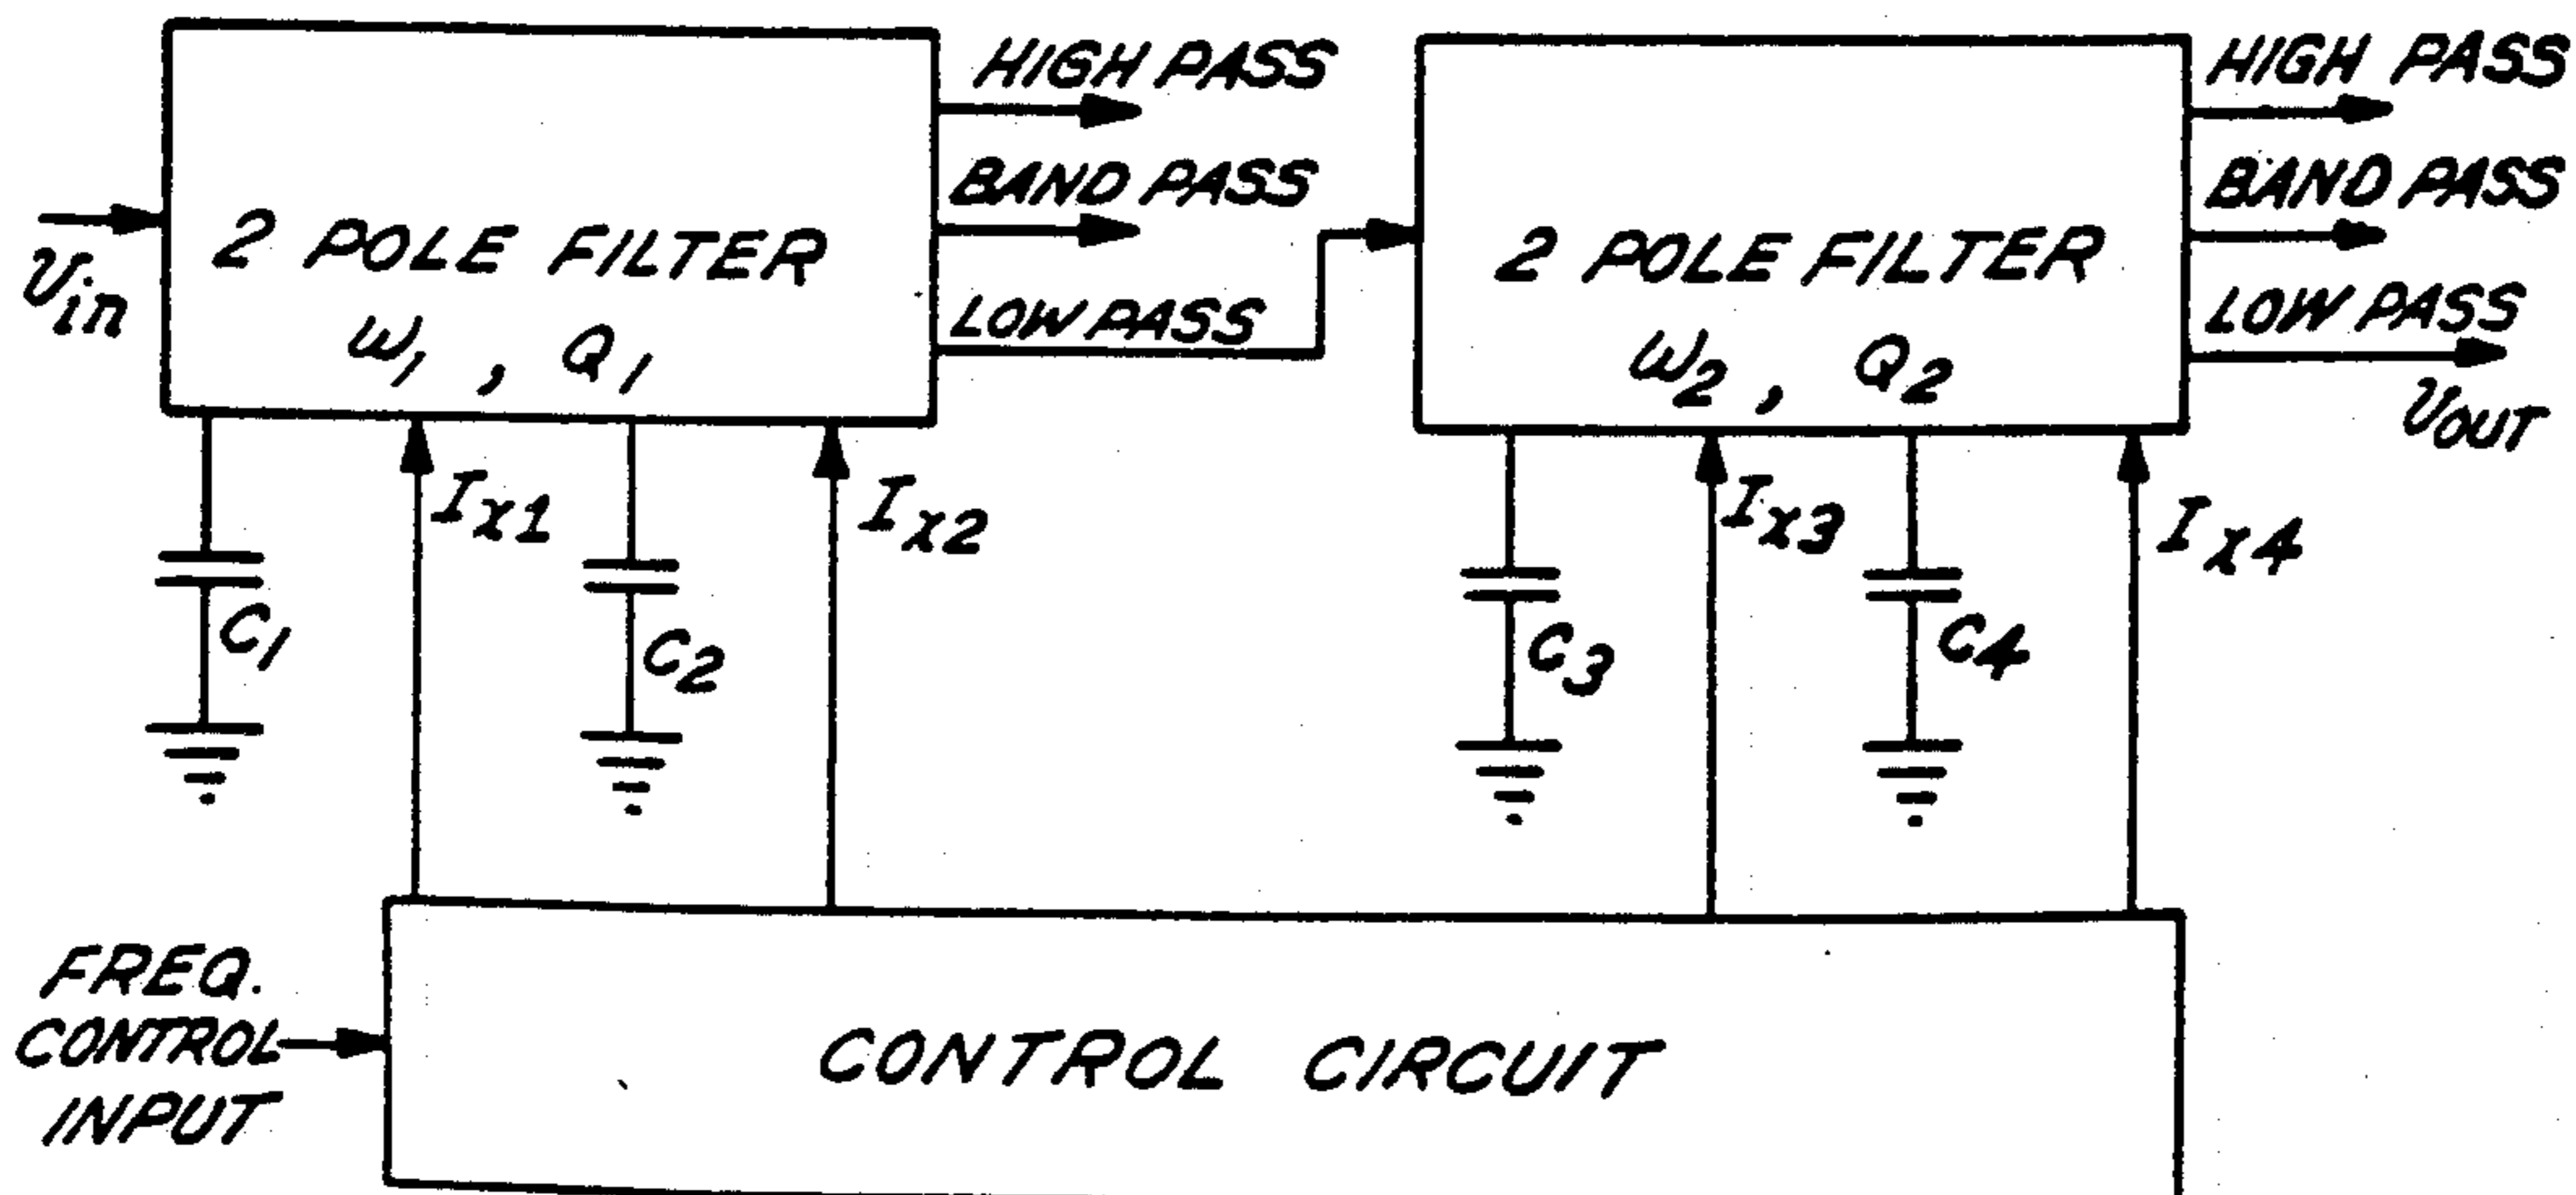 HIGH PASS
BAND PASS
LOW PASS
2 POLE FILTER
ω1 , Q1
Vin
HIGH PASS
BAND PASS
LOW PASS
VOUT
2 POLE FILTER
ω2 , Q2
C1
Ix1
C2
Ix2
C3
Ix3
C4
Ix4
FREQ.
CONTROL
INPUT
CONTROL CIRCUIT